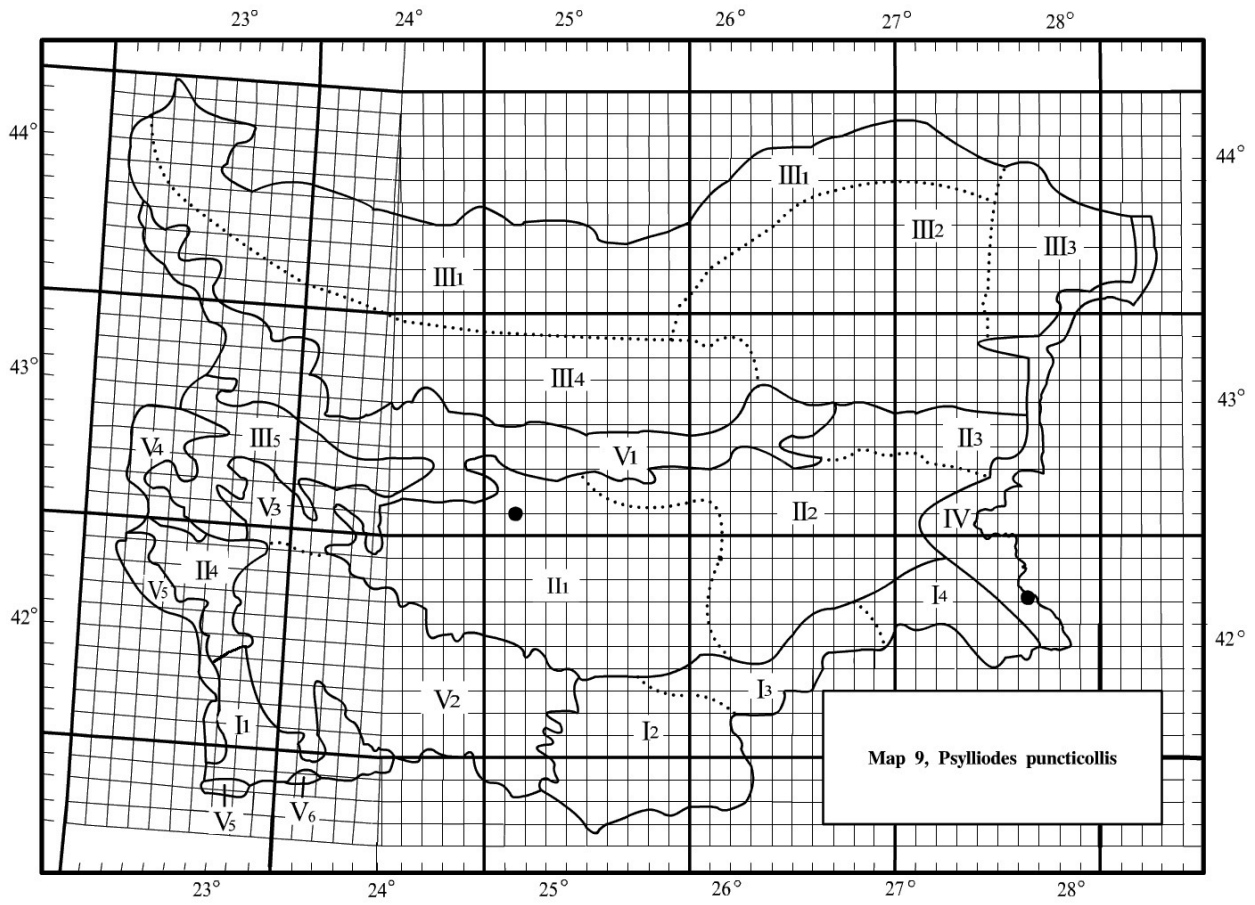 23° 24° 25° 26° 27° 28°
44° 44°
III1
III2
III3
III1
43°
III4
43°
III5
II3
V4
V1
V3
II2
IV
II4
V5
II1
I4
42°
42°
I3
V2
I1
I2
Map 9, Psylliodes puncticollis
V6
V5
23° 24° 25° 26° 27° 28°